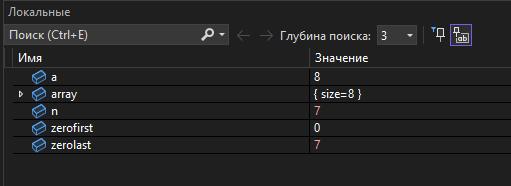 Локальные
Поиск (Ctrl+E) Глубина поиска: 3
Имя Значение
a 8
array { size=8 }
n 7
zerofirst 0
zerolast 7